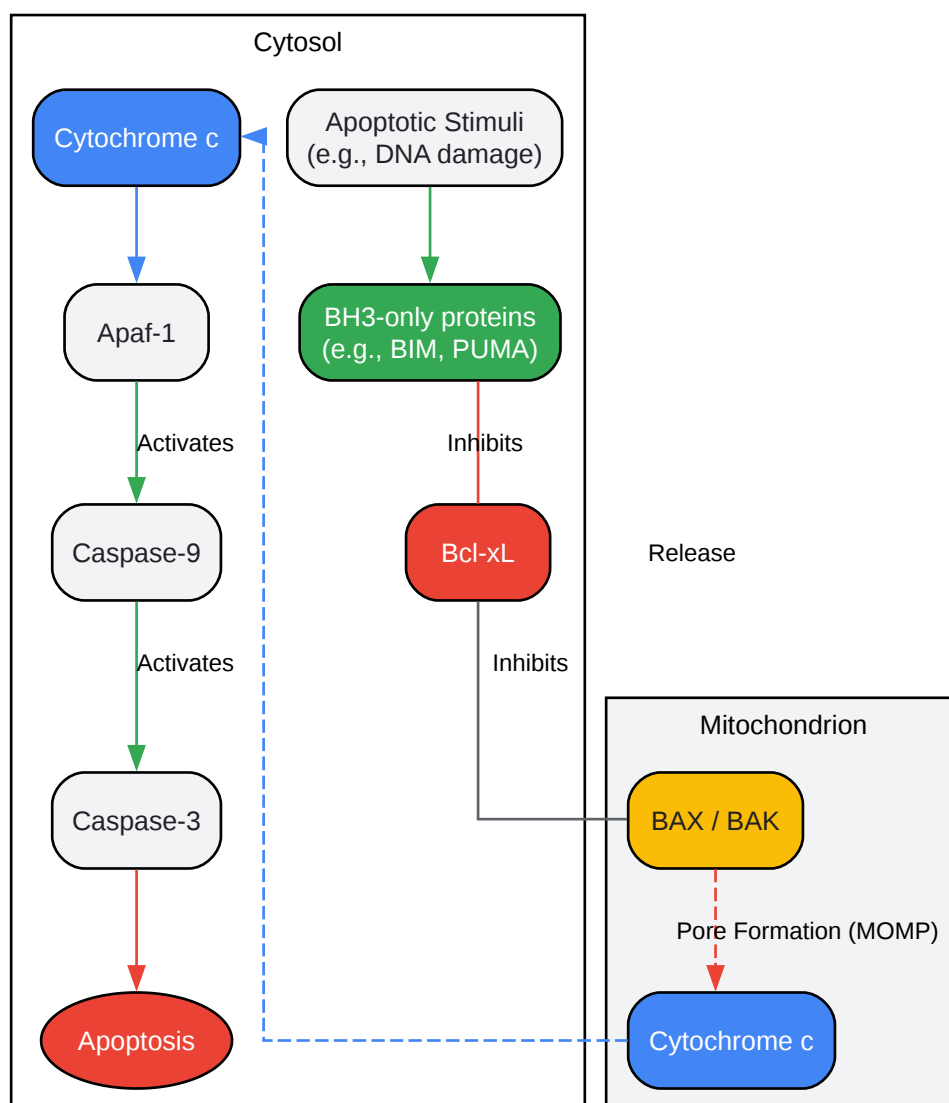 Cytosol
Cytochrome c
Apoptotic Stimuli
(e.g., DNA damage)
Apaf-1
BH3-only proteins
(e.g., BIM, PUMA)
Activates
Inhibits
Caspase-9
Bcl-xL
Release
Activates
Inhibits
Mitochondrion
Caspase-3
BAX / BAK
Pore Formation (MOMP)
Apoptosis
Cytochrome c